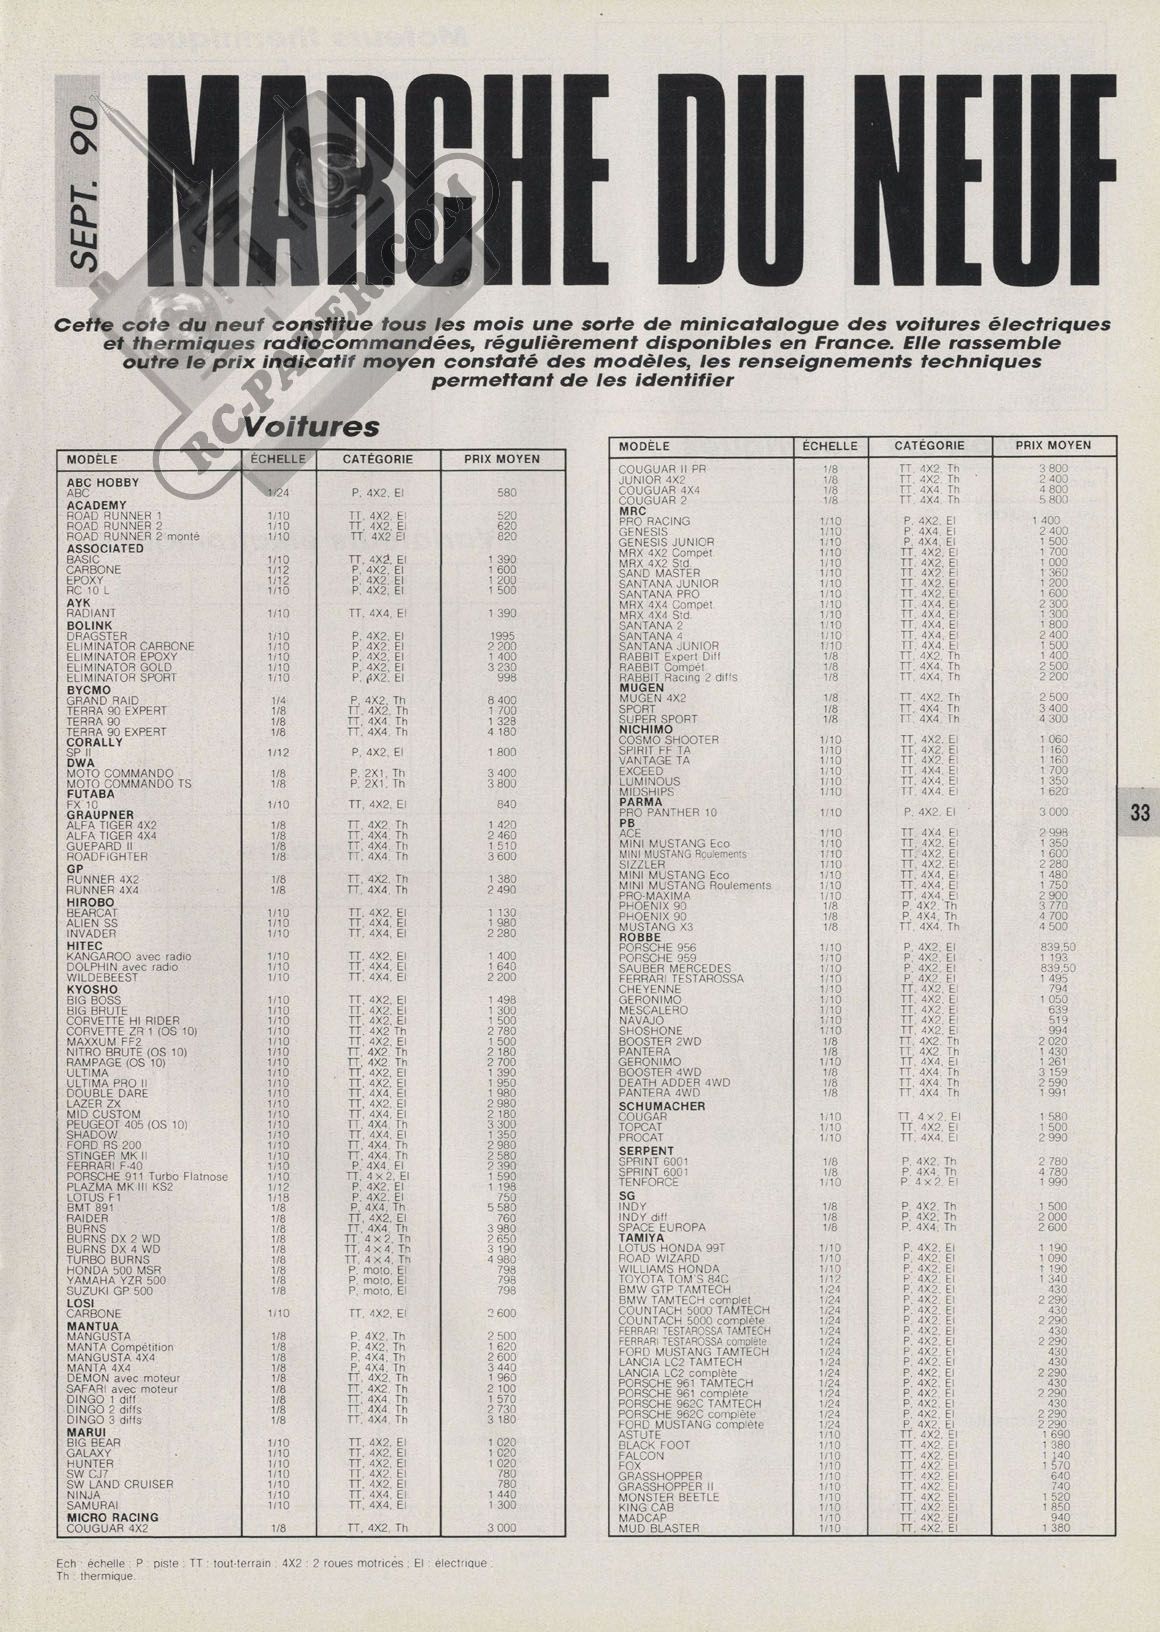 SEPT. 90
MARCHE DU NEUF
RC-PAPER.COM
Cette cote du neuf constitue tous les mois une sorte de minicatalogue des voitures électriques
et thermiques radiocommandées, régulièrement disponibles en France. Elle rassemble
outre le prix indicatif moyen constaté des modèles, les renseignements techniques
permettant de les identifier
Voitures
MODÈLE ÉCHELLE CATÉGORIE PRIX MOYEN
ABC HOBBY
ABC 1/24 P, 4X2, El 580
ACADEMY
ROAD RUNNER 1 1/10 TT, 4X2, El 520
ROAD RUNNER 2 1/10 TT, 4X2, El 620
ROAD RUNNER 2 monté 1/10 TT, 4X2 El 820
ASSOCIATED
BASIC 1/10 TT, 4X2, El 1 390
CARBONE 1/12 P, 4X2, El 1 600
EPOXY 1/12 P, 4X2, El 1 200
RC 10 L 1/10 P, 4X2, El 1 500
AYK
RADIANT 1/10 TT, 4X4, El 1 390
BOLINK
DRAGSTER 1/10 P, 4X2, El 1995
ELIMINATOR CARBONE 1/10 P, 4X2, El 2 200
ELIMINATOR EPOXY 1/10 P, 4X2, El 1 400
ELIMINATOR GOLD 1/10 P, 4X2, El 3 230
ELIMINATOR SPORT 1/10 P, 4X2, El 998
BYCMO
GRAND RAID 1/4 P, 4X2, Th 8 400
TERRA 90 EXPERT 1/8 TT, 4X2, Th 1 700
TERRA 90 1/8 TT, 4X4, Th 1 328
TERRA 90 EXPERT 1/8 TT, 4X4, Th 4 180
CORALLY
SP II 1/12 P, 4X2, El 1 800
DWA
MOTO COMMANDO 1/8 P, 2X1, Th 3 400
MOTO COMMANDO TS 1/8 P, 2X1, Th 3 800
FUTABA
FX 10 1/10 TT, 4X2, El 840
GRAUPNER
ALFA TIGER 4X2 1/8 TT, 4X2, Th 1 420
ALFA TIGER 4X4 1/8 TT, 4X4, Th 2 460
GUEPARD II 1/8 TT, 4X4, Th 1 510
ROADFIGHTER 1/8 TT, 4X4, Th 3 600
GP
RUNNER 4X2 1/8 TT, 4X2, Th 1 380
RUNNER 4X4 1/8 TT, 4X4, Th 2 490
HIROBO
BEARCAT 1/10 TT, 4X2, El 1 130
ALIEN SS 1/10 TT, 4X4, El 1 980
INVADER 1/10 TT, 4X4, El 2 280
HITEC
KANGAROO avec radio 1/10 TT, 4X2, El 1 400
DOLPHIN avec radio 1/10 TT, 4X4, El 1 640
WILDEBEEST 1/10 TT, 4X4, El 2 200
KYOSHO
BIG BOSS 1/10 TT, 4X2, El 1 498
BIG BRUTE 1/10 TT, 4X2, El 1 300
CORVETTE HI RIDER 1/10 TT, 4X2, El 1 500
CORVETTE ZR 1 (OS 10) 1/10 TT, 4X2 Th 2 780
MAXXUM FF2 1/10 TT, 4X2, El 1 500
NITRO BRUTE (OS 10) 1/10 TT, 4X2, Th 2 180
RAMPAGE (OS 10) 1/10 TT, 4X2, Th 2 700
ULTIMA 1/10 TT, 4X2, El 1 390
ULTIMA PRO II 1/10 TT, 4X2, El 1 950
DOUBLE DARE 1/10 TT, 4X4, El 1 980
LAZER ZX 1/10 TT, 4X4, El 2 980
MID CUSTOM 1/10 TT, 4X4, El 2 180
PEUGEOT 405 (OS 10) 1/10 TT, 4X4, Th 3 300
SHADOW 1/10 TT, 4X4, El 1 350
FORD RS 200 1/10 TT, 4X4, Th 2 980
STINGER MK II 1/10 TT, 4X4, Th 2 580
FERRARI F-40 1/10 P, 4X4, El 2 390
PORSCHE 911 Turbo Flatnose 1/10 TT, 4×2, El 1 590
PLAZMA MK III KS2 1/12 P, 4X2, El 1 198
LOTUS F1 1/18 P, 4X2, El 750
BMT 891 1/8 P, 4X4, Th 5 580
RAIDER 1/8 TT, 4X2, El 760
BURNS 1/8 TT, 4X4, Th 3 980
BURNS DX 2 WD 1/8 TT, 4×2, Th 2 650
BURNS DX 4 WD 1/8 TT, 4×4, Th 3 190
TURBO BURNS 1/8 TT, 4×4, Th 4 980
HONDA 500 MSR 1/8 P, moto, El 798
YAMAHA YZR 500 1/8 P, moto, El 798
SUZUKI GP 500 1/8 P, moto, El 798
LOSI
CARBONE 1/10 TT, 4X2, El 2 600
MANTUA
MANGUSTA 1/8 P, 4X2, Th 2 500
MANTA Compétition 1/8 P, 4X2, Th 1 620
MANGUSTA 4X4 1/8 P, 4X4, Th 2 600
MANTA 4X4 1/8 P, 4X4, Th 3 440
DEMON avec moteur 1/8 TT, 4X2, Th 1 960
SAFARI avec moteur 1/8 TT, 4X2, Th 2 100
DINGO 1 diff 1/8 TT, 4X4, Th 1 570
DINGO 2 diffs 1/8 TT, 4X4, Th 2 730
DINGO 3 diffs 1/8 TT, 4X4, Th 3 180
MARUI
BIG BEAR 1/10 TT, 4X2, El 1 020
GALAXY 1/10 TT, 4X2, El 1 020
HUNTER 1/10 TT, 4X2, El 1 020
SW CJ7 1/10 TT, 4X2, El 780
SW LAND CRUISER 1/10 TT, 4X2, El 780
NINJA 1/10 TT, 4X4, El 1 440
SAMURAI 1/10 TT, 4X4, El 1 300
MICRO RACING
COUGUAR 4X2 1/8 TT, 4X2, Th 3 000
MODÈLE ÉCHELLE CATÉGORIE PRIX MOYEN
COUGUAR II PR 1/8 TT, 4X2, Th 3 800
JUNIOR 4X2 1/8 TT, 4X2, Th 2 400
COUGUAR 4X4 1/8 TT, 4X4, Th 4 800
COUGUAR 2 1/8 TT, 4X4, Th 5 800
MRC
PRO RACING 1/10 P, 4X2, El 1 400
GENESIS 1/10 P, 4X4, El 2 400
GENESIS JUNIOR 1/10 P, 4X4, El 1 500
MRX 4X2 Compet. 1/10 TT, 4X2, El 1 700
MRX 4X2 Std. 1/10 TT, 4X2, El 1 000
SAND MASTER 1/10 TT, 4X2, El 1 360
SANTANA JUNIOR 1/10 TT, 4X2, El 1 200
SANTANA PRO 1/10 TT, 4X2, El 1 600
MRX 4X4 Compet. 1/10 TT, 4X4, El 2 300
MRX 4X4 Std. 1/10 TT, 4X4, El 1 300
SANTANA 2 1/10 TT, 4X4, El 1 800
SANTANA 4 1/10 TT, 4X4, El 2 400
SANTANA JUNIOR 1/10 TT, 4X4, El 1 500
RABBIT Expert Diff 1/8 TT, 4X2, Th 1 400
RABBIT Compét. 1/8 TT, 4X4, Th 2 500
RABBIT Racing 2 diffs 1/8 TT, 4X4, Th 2 200
MUGEN
MUGEN 4X2 1/8 TT, 4X2, Th 2 500
SPORT 1/8 TT, 4X4, Th 3 400
SUPER SPORT 1/8 TT, 4X4, Th 4 300
NICHIMO
COSMO SHOOTER 1/10 TT, 4X2, El 1 060
SPIRIT FF TA 1/10 TT, 4X2, El 1 160
VANTAGE TA 1/10 TT, 4X2, El 1 160
EXCEED 1/10 TT, 4X4, El 1 700
LUMINOUS 1/10 TT, 4X4, El 1 350
MIDSHIPS 1/10 TT, 4X4, El 1 620
PARMA
PRO PANTHER 10 1/10 P, 4X2, El 3 000
PB
ACE 1/10 TT, 4X4, El 2 998
MINI MUSTANG Eco 1/10 TT, 4X2, El 1 350
MINI MUSTANG Roulements 1/10 TT, 4X2, El 1 600
SIZZLER 1/10 TT, 4X2, El 2 280
MINI MUSTANG Eco 1/10 TT, 4X4, El 1 480
MINI MUSTANG Roulements 1/10 TT, 4X4, El 1 750
PRO-MAXIMA 1/10 TT, 4X4, El 2 900
PHOENIX 90 1/8 P, 4X2, Th 3 770
PHOENIX 90 1/8 P, 4X4, Th 4 700
MUSTANG X3 1/8 TT, 4X4, Th 4 500
ROBBE
PORSCHE 956 1/10 P, 4X2, El 839,50
PORSCHE 959 1/10 P, 4X2, El 1 193
SAUBER MERCEDES 1/10 P, 4X2, El 839,50
FERRARI TESTAROSSA 1/10 P, 4X2, El 1 495
CHEYENNE 1/10 TT, 4X2, El 794
GERONIMO 1/10 TT, 4X2, El 1 050
MESCALERO 1/10 TT, 4X2, El 639
NAVAJO 1/10 TT, 4X2, El 519
SHOSHONE 1/10 TT, 4X2, El 994
BOOSTER 2WD 1/8 TT, 4X2, Th 2 020
PANTERA 1/8 TT, 4X2, Th 1 430
GERONIMO 1/10 TT, 4X4, El 1 261
BOOSTER 4WD 1/8 TT, 4X4, Th 3 159
DEATH ADDER 4WD 1/8 TT, 4X4, Th 2 590
PANTERA 4WD 1/8 TT, 4X4, Th 1 991
SCHUMACHER
COUGAR 1/10 TT, 4×2, El 1 580
TOPCAT 1/10 TT, 4X2, El 1 500
PROCAT 1/10 TT, 4X4, El 2 990
SERPENT
SPRINT 6001 1/8 P, 4X2, Th 2 780
SPRINT 6001 1/8 P, 4X4, Th 4 780
TENFORCE 1/10 P, 4×2, El 1 990
SG
INDY 1/8 P, 4X2, Th 1 500
INDY diff 1/8 P, 4X2, Th 2 000
SPACE EUROPA 1/8 P, 4X4, Th 2 600
TAMIYA
LOTUS HONDA 99T 1/10 P, 4X2, El 1 190
ROAD WIZARD 1/10 P, 4X2, El 1 090
WILLIAMS HONDA 1/10 P, 4X2, El 1 190
TOYOTA TOM'S 84C 1/12 P, 4X2, El 1 340
BMW GTP TAMTECH 1/24 P, 4X2, El 430
BMW TAMTECH complet 1/24 P, 4X2, El 2 290
COUNTACH 5000 TAMTECH 1/24 P, 4X2, El 430
COUNTACH 5000 complète 1/24 P, 4X2, El 2 290
FERRARI TESTAROSSA TAMTECH 1/24 P, 4X2, El 430
FERRARI TESTAROSSA complète 1/24 P, 4X2, El 2 290
FORD MUSTANG TAMTECH 1/24 P, 4X2, El 430
LANCIA LC2 TAMTECH 1/24 P, 4X2, El 430
LANCIA LC2 complète 1/24 P, 4X2, El 2 290
PORSCHE 961 TAMTECH 1/24 P, 4X2, El 430
PORSCHE 961 complète 1/24 P, 4X2, El 2 290
PORSCHE 962C TAMTECH 1/24 P, 4X2, El 430
PORSCHE 962C complète 1/24 P, 4X2, El 2 290
FORD MUSTANG complète 1/24 P, 4X2, El 2 290
ASTUTE 1/10 TT, 4X2, El 1 690
BLACK FOOT 1/10 TT, 4X2, El 1 380
FALCON 1/10 TT, 4X2, El 1 140
FOX 1/10 TT, 4X2, El 1 570
GRASSHOPPER 1/10 TT, 4X2, El 640
GRASSHOPPER II 1/10 TT, 4X2, El 740
MONSTER BEETLE 1/10 TT, 4X2, El 1 520
KING CAB 1/10 TT, 4X2, El 1 850
MADCAP 1/10 TT, 4X2, El 940
MUD BLASTER 1/10 TT, 4X2, El 1 380
33
Ech : échelle ; P : piste ; TT : tout-terrain ; 4X2 : 2 roues motrices ; El : électrique ;
Th : thermique.